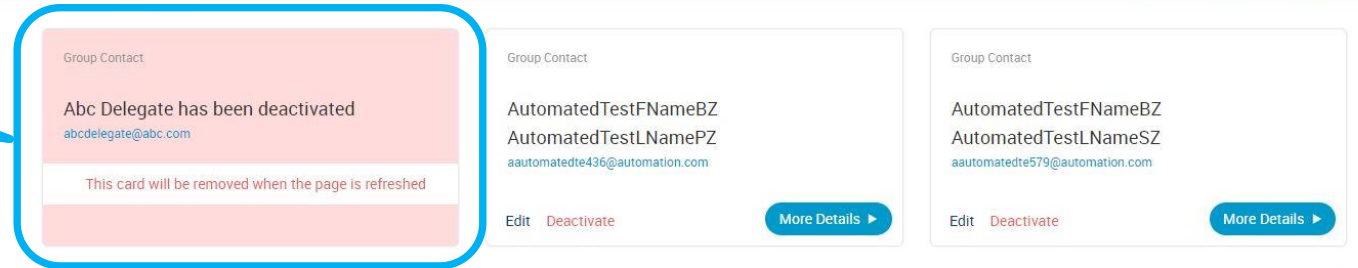 Group Contact
Abc Delegate has been deactivated
abcdelegate@abc.com
This card will be removed when the page is refreshed
Group Contact
AutomatedTestFNameBZ
AutomatedTestLNamePZ
aautomatedte436@automation.com
Edit Deactivate More Details ▶
Group Contact
AutomatedTestFNameBZ
AutomatedTestLNameSZ
aautomatedte579@automation.com
Edit Deactivate More Details ▶